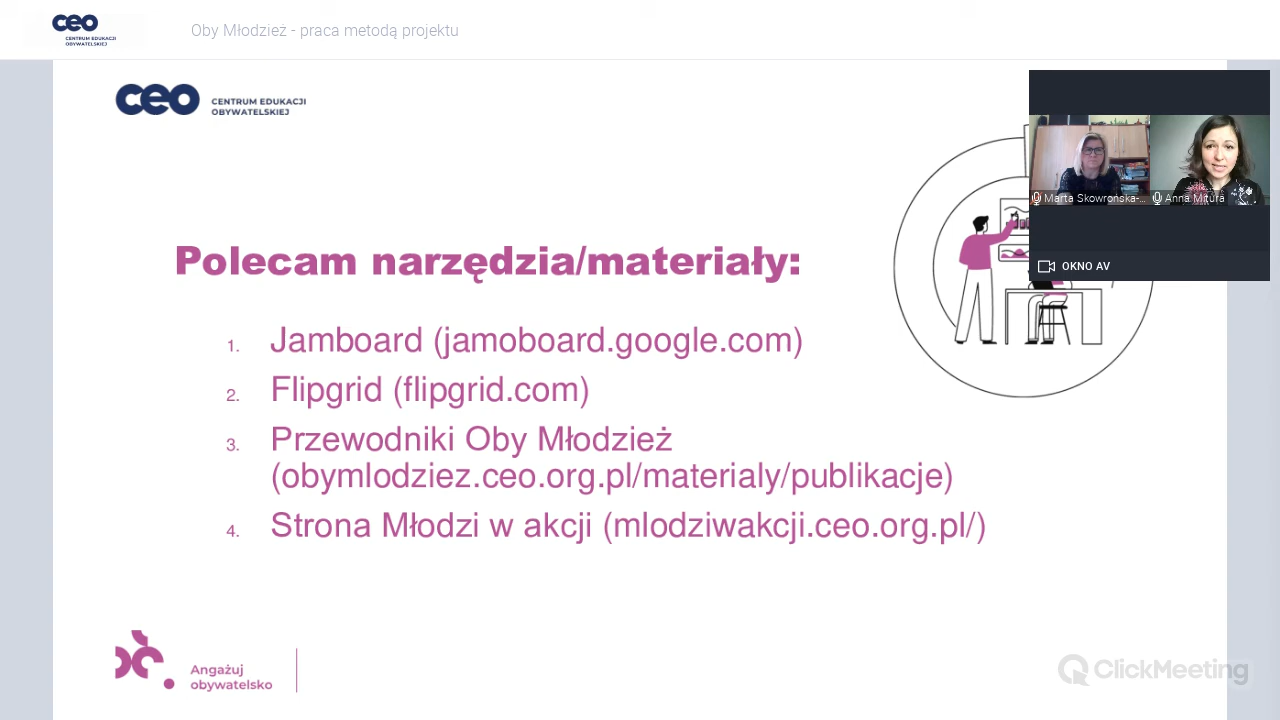 ceo
CENTRUM EDUKACJI
OBYWATELSKIEJ
Oby Młodzież - praca metodą projektu
ceo
CENTRUM EDUKACJI
OBYWATELSKIEJ
Marta Skowrońska-...
Anna Mitura
OKNO AV
Polecam narzędzia/materiały:
1. Jamboard (jamoboard.google.com)
2. Flipgrid (flipgrid.com)
3. Przewodniki Oby Młodzież
(obymlodziez.ceo.org.pl/materialy/publikacje)
4. Strona Młodzi w akcji (mlodziwakcji.ceo.org.pl/)
Angażuj
obywatelsko
ClickMeeting